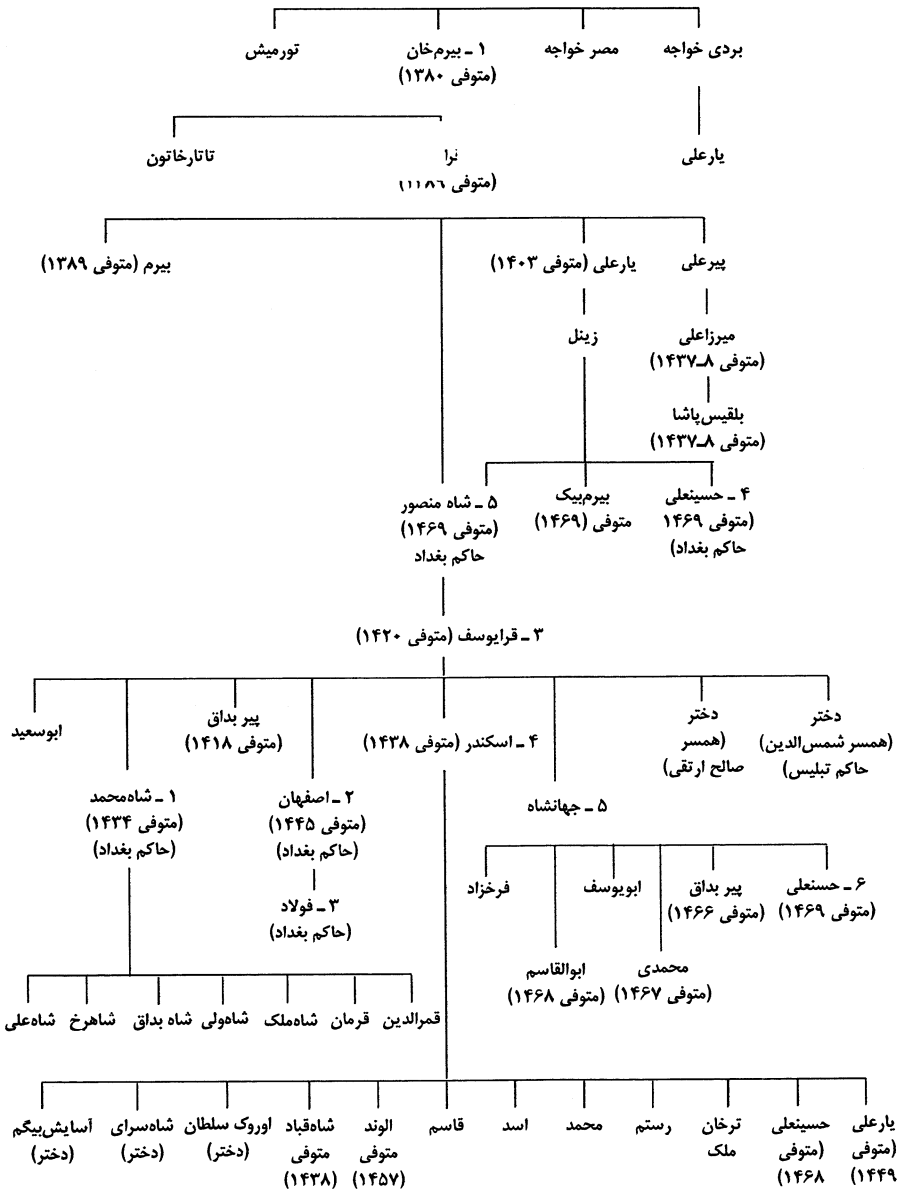 بردی خواجه
مصر خواجه
۱ ـ بیرم‌خان
(متوفی ۱۳۸۰)
تورمیش
یارعلی
(متوفی
تاتارخاتون
پیرعلی
یارعلی (متوفی ۱۴۰۳)
بیرم (متوفی ۱۳۸۹)
میرزاعلی
(متوفی ۸ـ۱۴۳۷)
زینل
بلقیس‌پاشا
(متوفی ۸ـ۱۴۳۷)
۴ ـ حسینعلی
(متوفی ۱۴۶۹
حاکم بغداد)
بیرم‌بیک
متوفی (۱۴۶۹)
۵ ـ شاه منصور
(متوفی ۱۴۶۹)
حاکم بغداد
۳ ـ قرایوسف (متوفی ۱۴۲۰)
دختر
(همسر شمس‌الدین)
حاکم تبلیس)
دختر
(همسر
صالح ارتقی)
۴ ـ اسکندر (متوفی ۱۴۳۸)
پیر بداق
(متوفی ۱۴۱۸)
ابوسعید
۵ ـ جهانشاه
۲ ـ اصفهان
(متوفی ۱۴۴۵)
(حاکم بغداد)
۱ ـ شاه‌محمد
(متوفی ۱۴۳۴)
(حاکم بغداد)
۶ ـ حسنعلی
(متوفی ۱۴۶۹)
پیر بداق
(متوفی ۱۴۶۶)
ابویوسف
فرخزاد
۳ ـ فولاد
(حاکم بغداد)
محمدی
(متوفی ۱۴۶۷)
ابوالقاسم
(متوفی ۱۴۶۸)
قمرالدین
قرمان
شاه‌ملک
شاه‌ولی
شاه بداق
شاهرخ
شاه‌علی
یارعلی
(متوفی
۱۴۴۹)
حسینعلی
(متوفی
۱۴۶۸
ترخان
ملک
رستم
محمد
اسد
قاسم
الوند
متوفی
(۱۴۵۷)
شاه‌قباد
متوفی
(۱۴۳۸)
اوروک سلطان
(دختر)
شاه‌سرای
(دختر)
آسایش‌بیگم
(دختر)